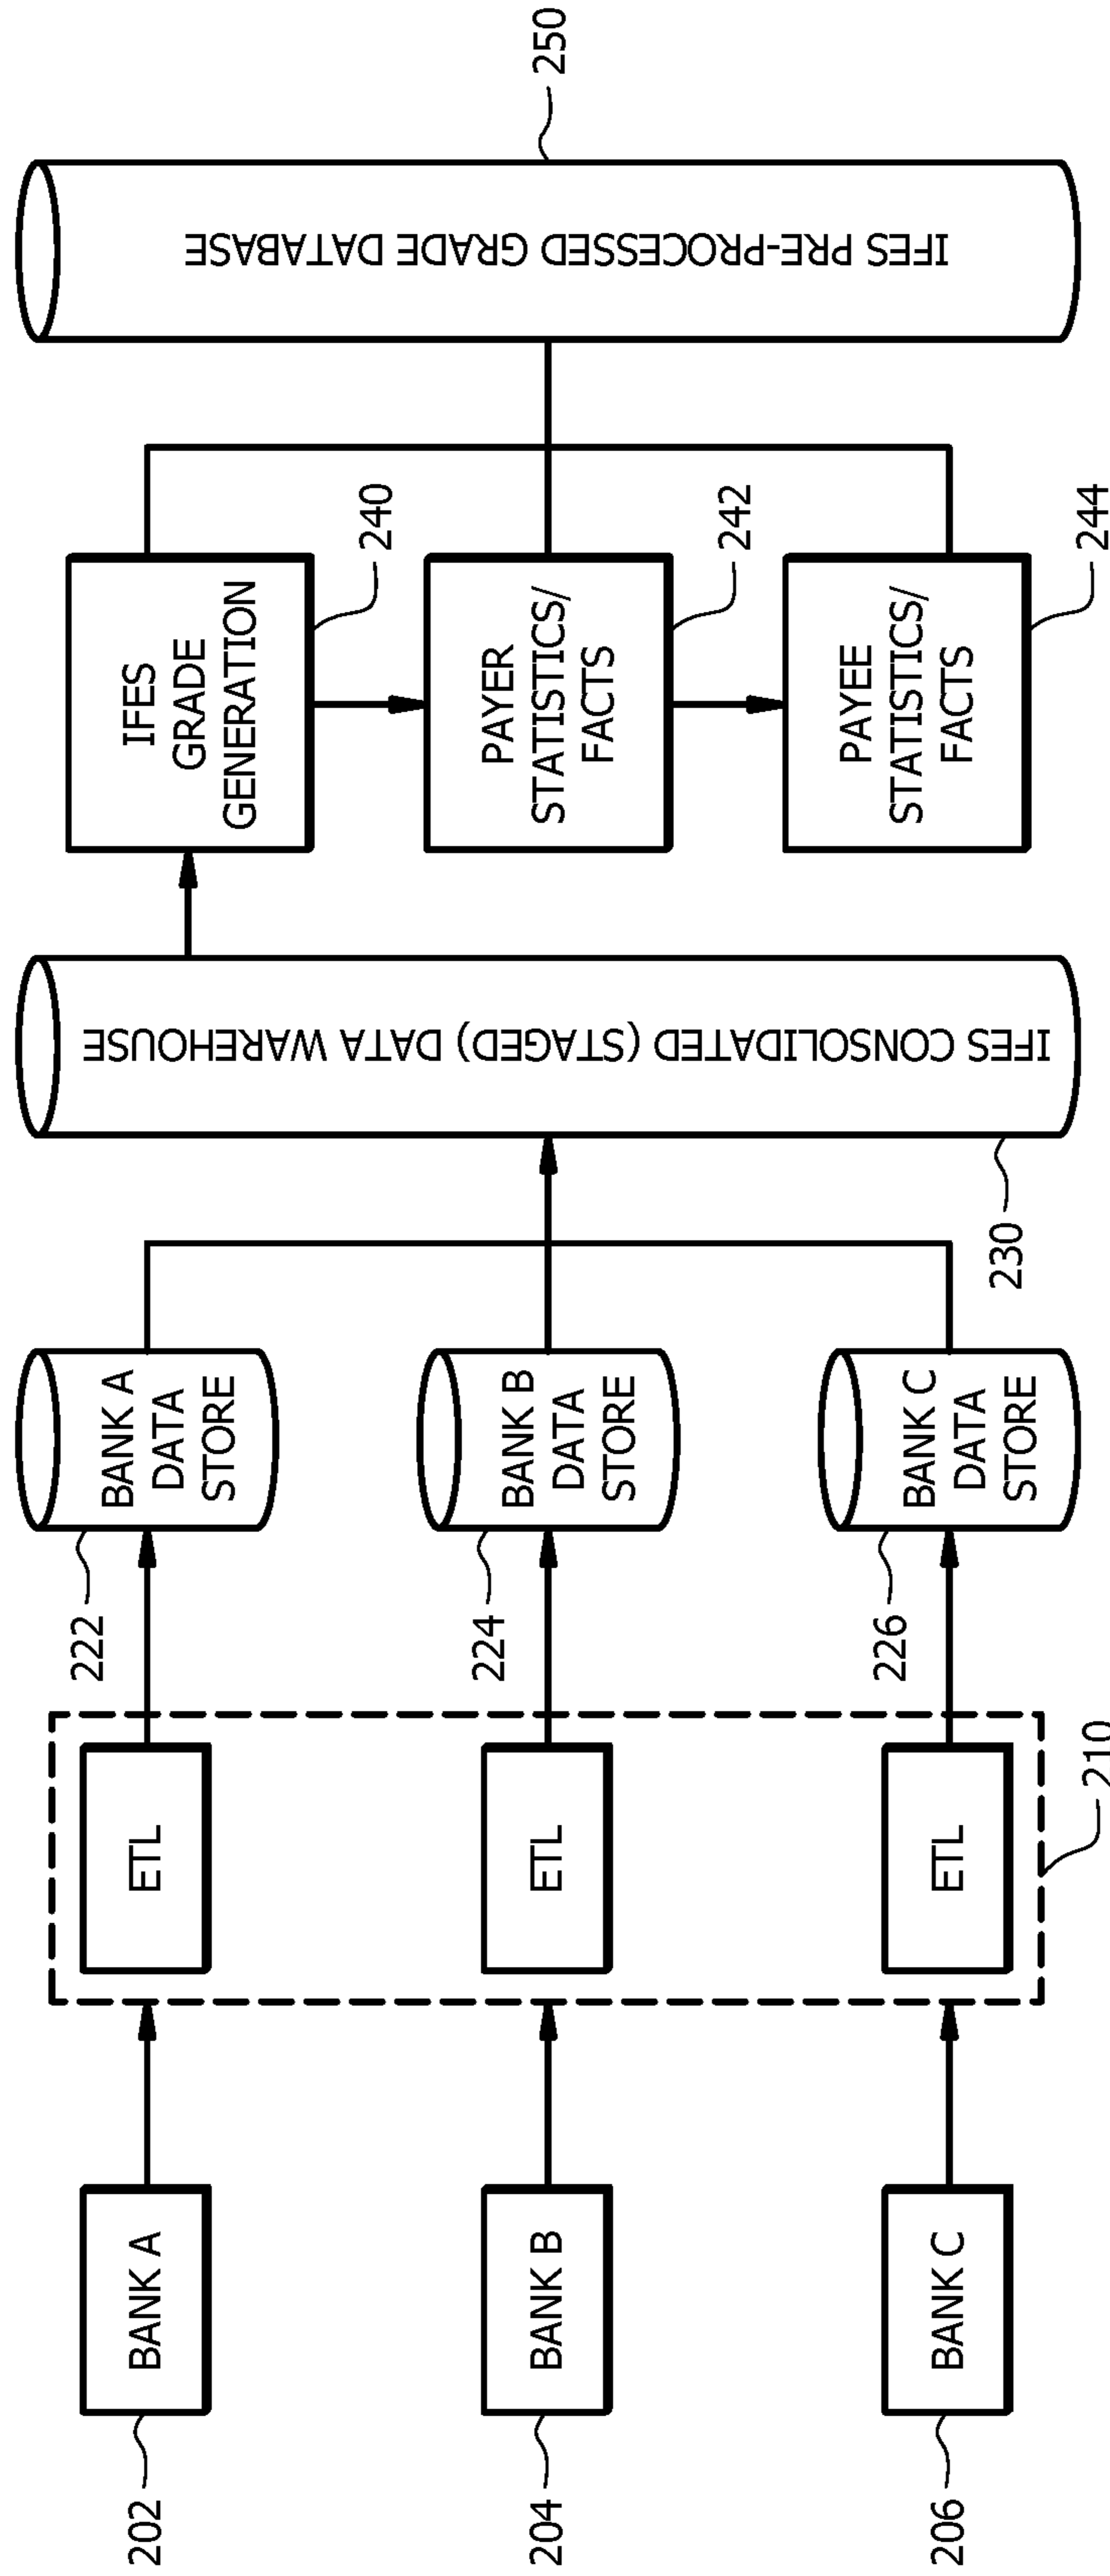 202
BANK A
204
BANK B
206
BANK C
ETL
ETL
ETL
210
222
BANK A
DATA
STORE
224
BANK B
DATA
STORE
226
BANK C
DATA
STORE
230
IFES CONSOLIDATED (STAGED) DATA WAREHOUSE
IFES
GRADE
GENERATION
240
PAYER
STATISTICS/
FACTS
242
PAYEE
STATISTICS/
FACTS
244
IFES PRE-PROCESSED GRADE DATABASE
250